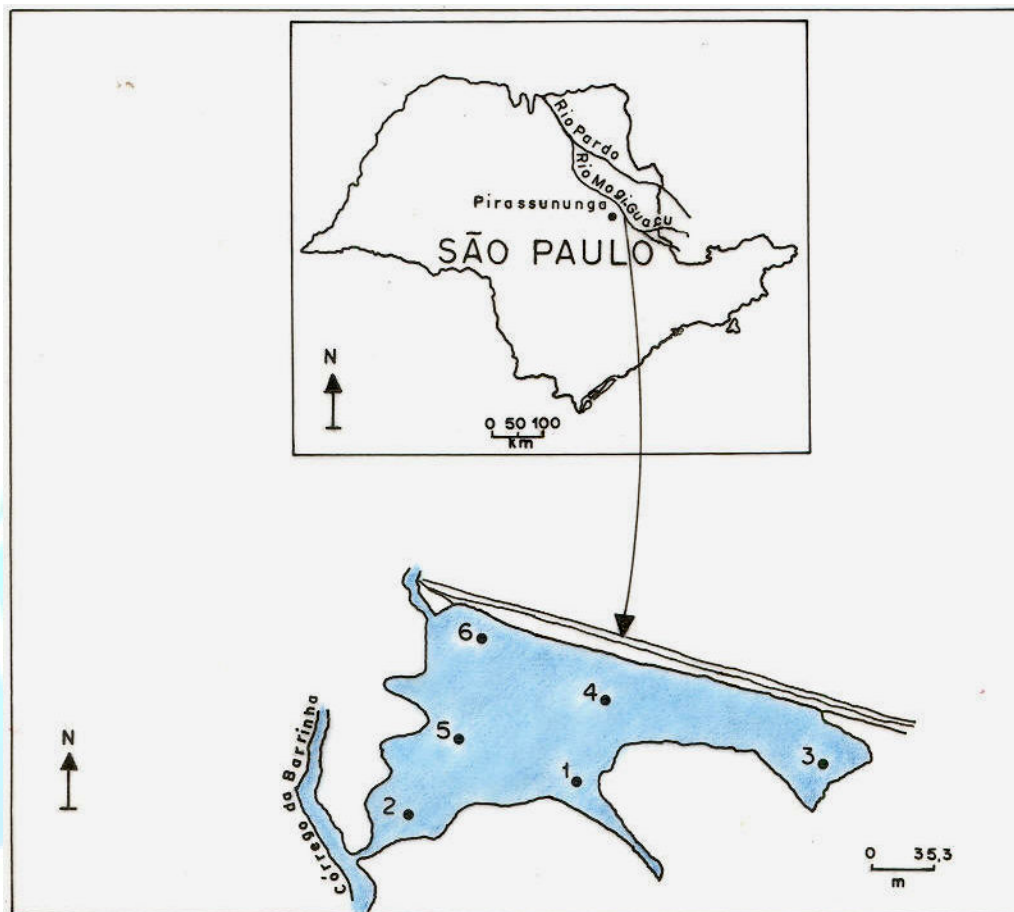 Rio Pardo
Rio Mogi-Guaçu
Pirassununga
SÃO PAULO
N
0 50 100
km
6
4
N
5
3
Córrego da Barrinha
1
2
0 35,3
m